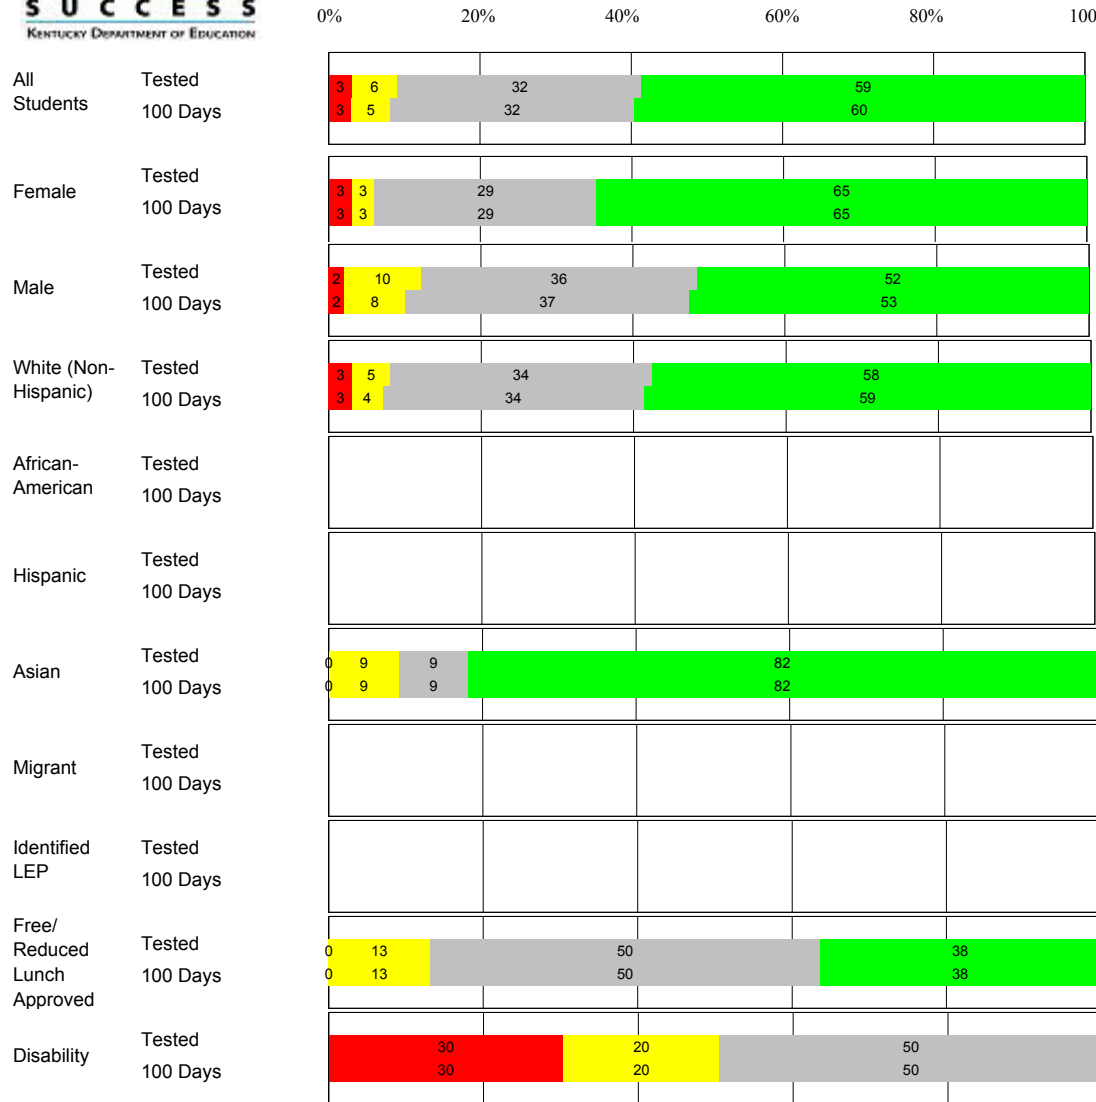 SUCCESS
KENTUCKY DEPARTMENT OF EDUCATION
0% 20% 40% 60% 80% 100
All Students
Tested 3 6 32 59
100 Days 3 5 32 60
Female
Tested 3 3 29 65
100 Days 3 3 29 65
Male
Tested 2 10 36 52
100 Days 2 8 37 53
White (Non-
Hispanic)
Tested 3 5 34 58
100 Days 3 4 34 59
African-
American
Tested
100 Days
Hispanic
Tested
100 Days
Asian
Tested 0 9 9 82
100 Days 0 9 9 82
Migrant
Tested
100 Days
Identified
LEP
Tested
100 Days
Free/
Reduced
Lunch
Approved
Tested 0 13 50 38
100 Days 0 13 50 38
Disability
Tested 30 20 50
100 Days 30 20 50